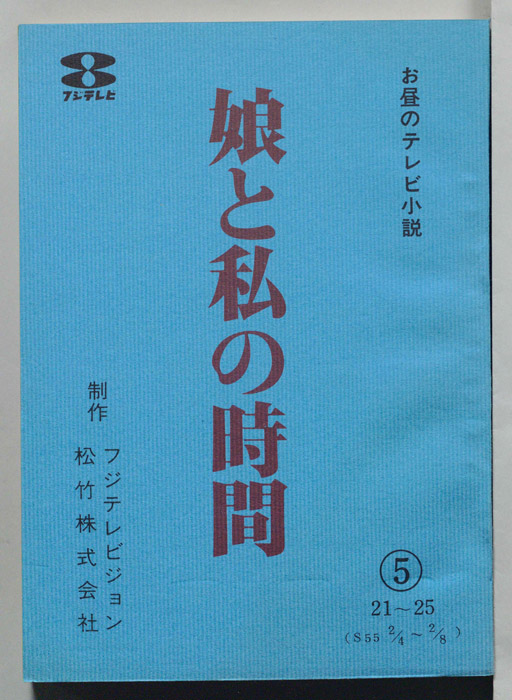 お昼のテレビ小説
娘と私の時間
フジテレビ
制作
フジテレビジョン
松竹株式会社
⑤
21～25
(S55 2/4～2/8)